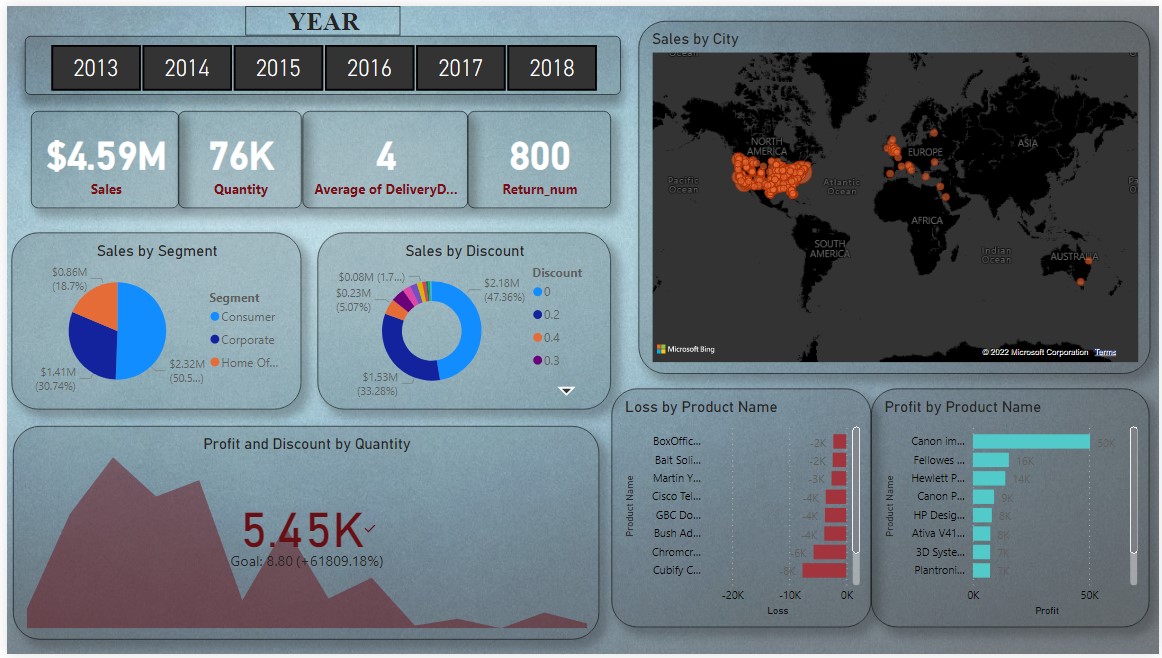 YEAR
2013 2014 2015 2016 2017 2018
$4.59M
Sales
76K
Quantity
4
Average of DeliveryD...
800
Return_num
Sales by City
NORTH
AMERICA
EUROPE
ASIA
Pacific
Ocean
Atlantic
Ocean
AFRICA
SOUTH
AMERICA
Indian
Ocean
AUSTRALIA
Microsoft Bing
© 2022 Microsoft Corporation Terms
Sales by Segment
$0.86M
(18.7%)
$1.41M
(30.74%)
$2.32M
(50.5...)
Segment
Consumer
Corporate
Home Of...
Sales by Discount
$0.08M (1.7...)
$0.23M
(5.07%)
$1.53M
(33.28%)
$2.18M
(47.36%)
Discount
0
0.2
0.4
0.3
Profit and Discount by Quantity
5.45K
Goal: 8.80 (+61809.18%)
Loss by Product Name
Product Name
BoxOffic... -2K
Balt Soli... -2K
Martin Y... -3K
Cisco Tel... -4K
GBC Do... -4K
Bush Ad... -4K
Chromcr... -6K
Cubify C... -8K
-20K -10K 0K
Loss
Profit by Product Name
Product Name
Canon im... 50K
Fellowes ... 16K
Hewlett P... 14K
Canon P... 9K
HP Desig... 8K
Ativa V41... 8K
3D Syste... 7K
Plantroni... 7K
0K 50K
Profit